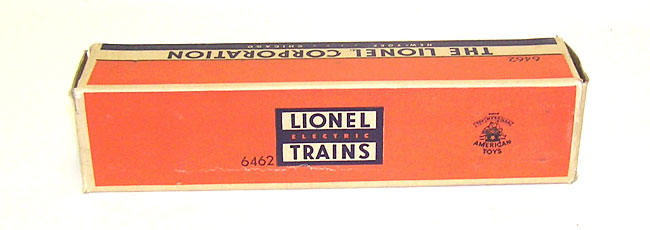 NEW YORK CHICAGO
THE LIONEL CORPORATION
6462
LIONEL
ELECTRIC
TRAINS
6462
AMERICAN
TOYS